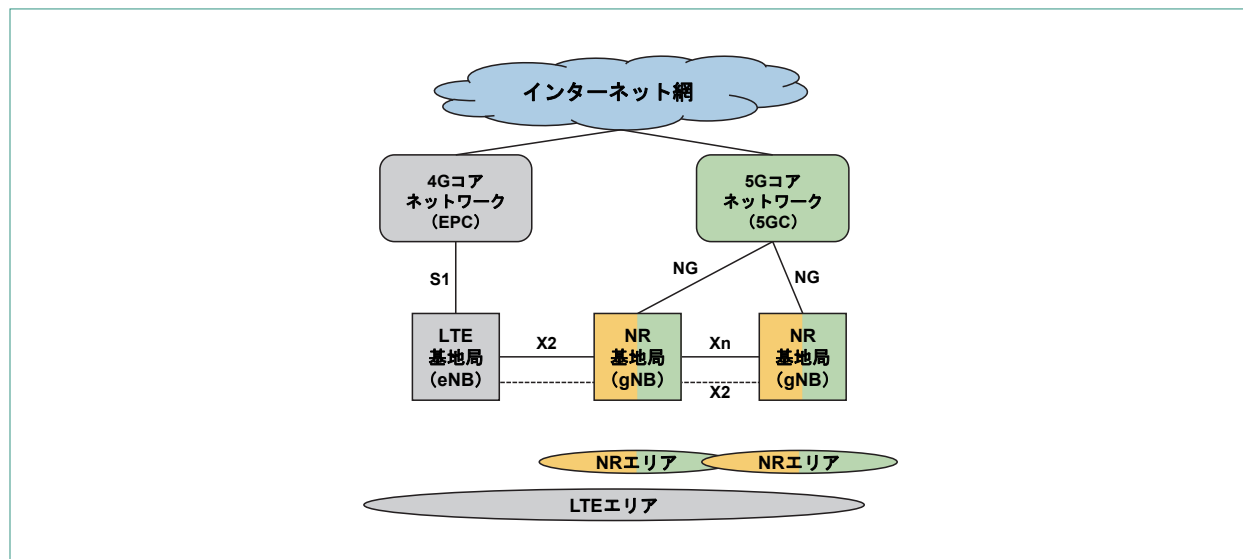 インターネット網
4Gコア
ネットワーク
（EPC）
5Gコア
ネットワーク
（5GC）
S1
NG
NG
LTE
基地局
（eNB）
X2
NR
基地局
（gNB）
Xn
X2
NR
基地局
（gNB）
NRエリア
NRエリア
LTEエリア